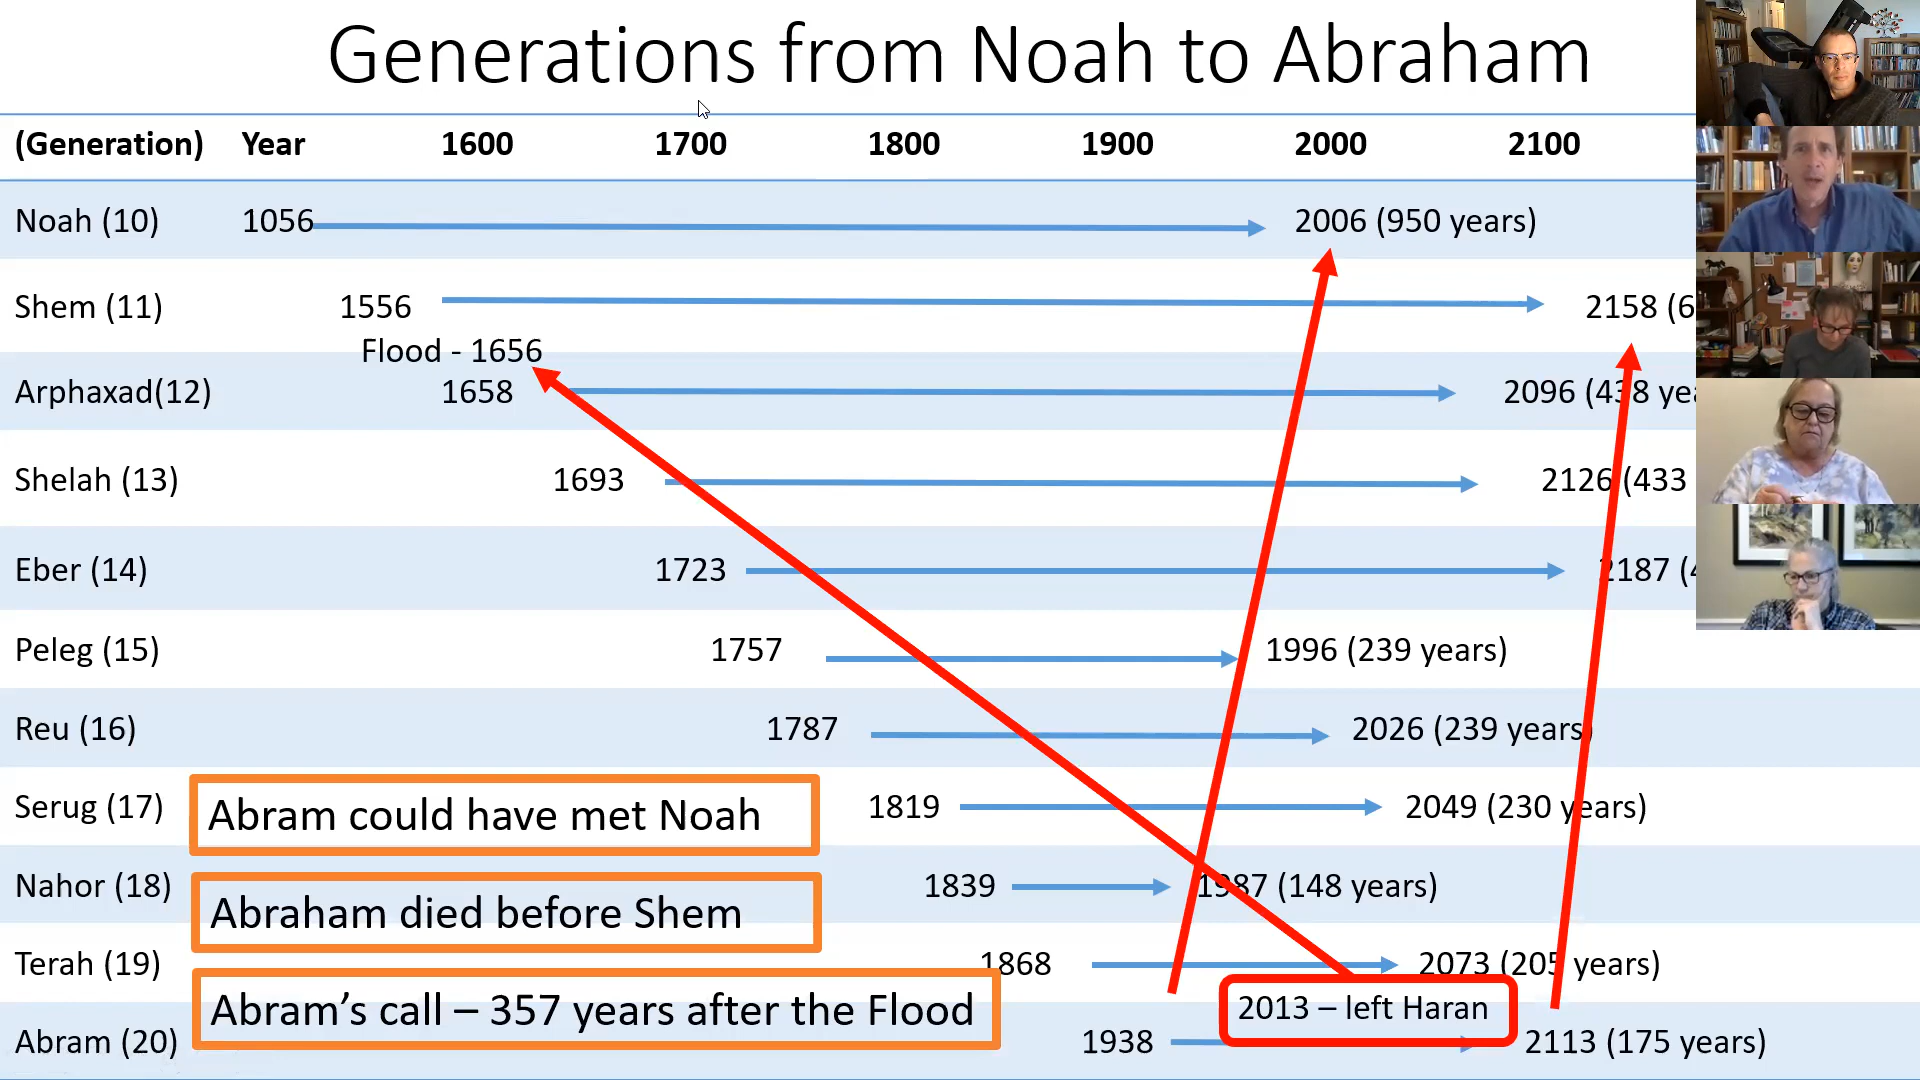 Generations from Noah to Abraham
(Generation) Year 1600 1700 1800 1900 2000 2100
Noah (10) 1056 2006 (950 years)
Shem (11) 1556 2158 (6
Flood - 1656
Arphaxad(12) 1658 2096 (438 yea
Shelah (13) 1693 2126 (433
Eber (14) 1723 2187 (4
Peleg (15) 1757 1996 (239 years)
Reu (16) 1787 2026 (239 years)
Serug (17) 1819 2049 (230 years)
Abram could have met Noah
Nahor (18) 1839 1987 (148 years)
Abraham died before Shem
Terah (19) 1868 2073 (205 years)
Abram’s call – 357 years after the Flood
2013 – left Haran
Abram (20) 1938 2113 (175 years)